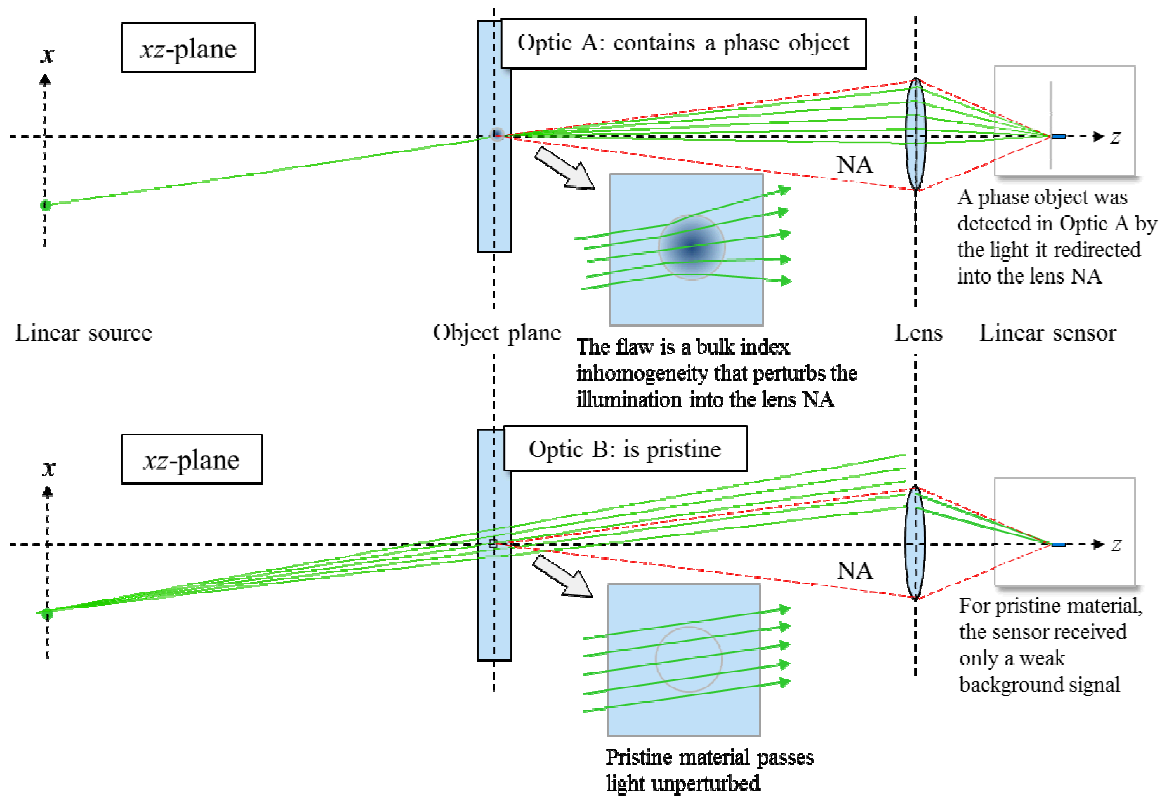 xz-plane
Optic A: contains a phase object
x
NA
z
A phase object was
detected in Optic A by
the light it redirected
into the lens NA
Linear source
Object plane
Lens
Linear sensor
The flaw is a bulk index
inhomogeneity that perturbs the
illumination into the lens NA
xz-plane
Optic B: is pristine
x
NA
z
For pristine material,
the sensor received
only a weak
background signal
Pristine material passes
light unperturbed